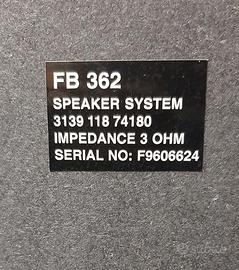 FB 362
SPEAKER SYSTEM
3139 118 74180
IMPEDANCE 3 OHM
SERIAL NO: F9606624